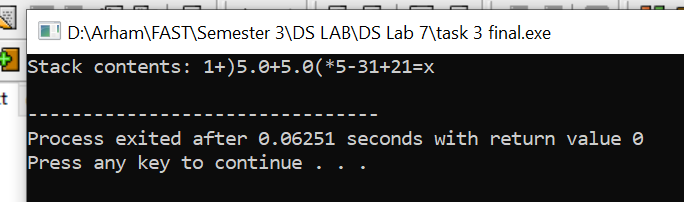 D:\Arham\FAST\Semester 3\DS LAB\DS Lab 7\task 3 final.exe
Stack contents: 1+)5.0+5.0(*5-31+21=x
--------------------------------
Process exited after 0.06251 seconds with return value 0
Press any key to continue . . .